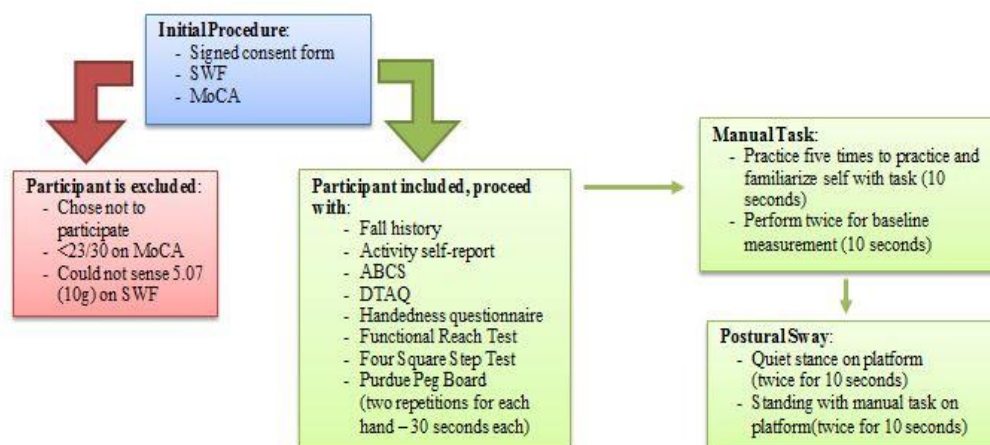 Initial Procedure:
- Signed consent form
- SWF
- MoCA
Participant is excluded:
- Chose not to
participate
- <23/30 on MoCA
- Could not sense 5.07
(10g) on SWF
Participant included, proceed
with:
- Fall history
- Activity self-report
- ABCS
- DTAQ
- Handedness questionnaire
- Functional Reach Test
- Four Square Step Test
- Purdue Peg Board
(two repetitions for each
hand – 30 seconds each)
Manual Task:
- Practice five times to practice and
familiarize self with task (10
seconds)
- Perform twice for baseline
measurement (10 seconds)
Postural Sway:
- Quiet stance on platform
(twice for 10 seconds)
- Standing with manual task on
platform(twice for 10 seconds)